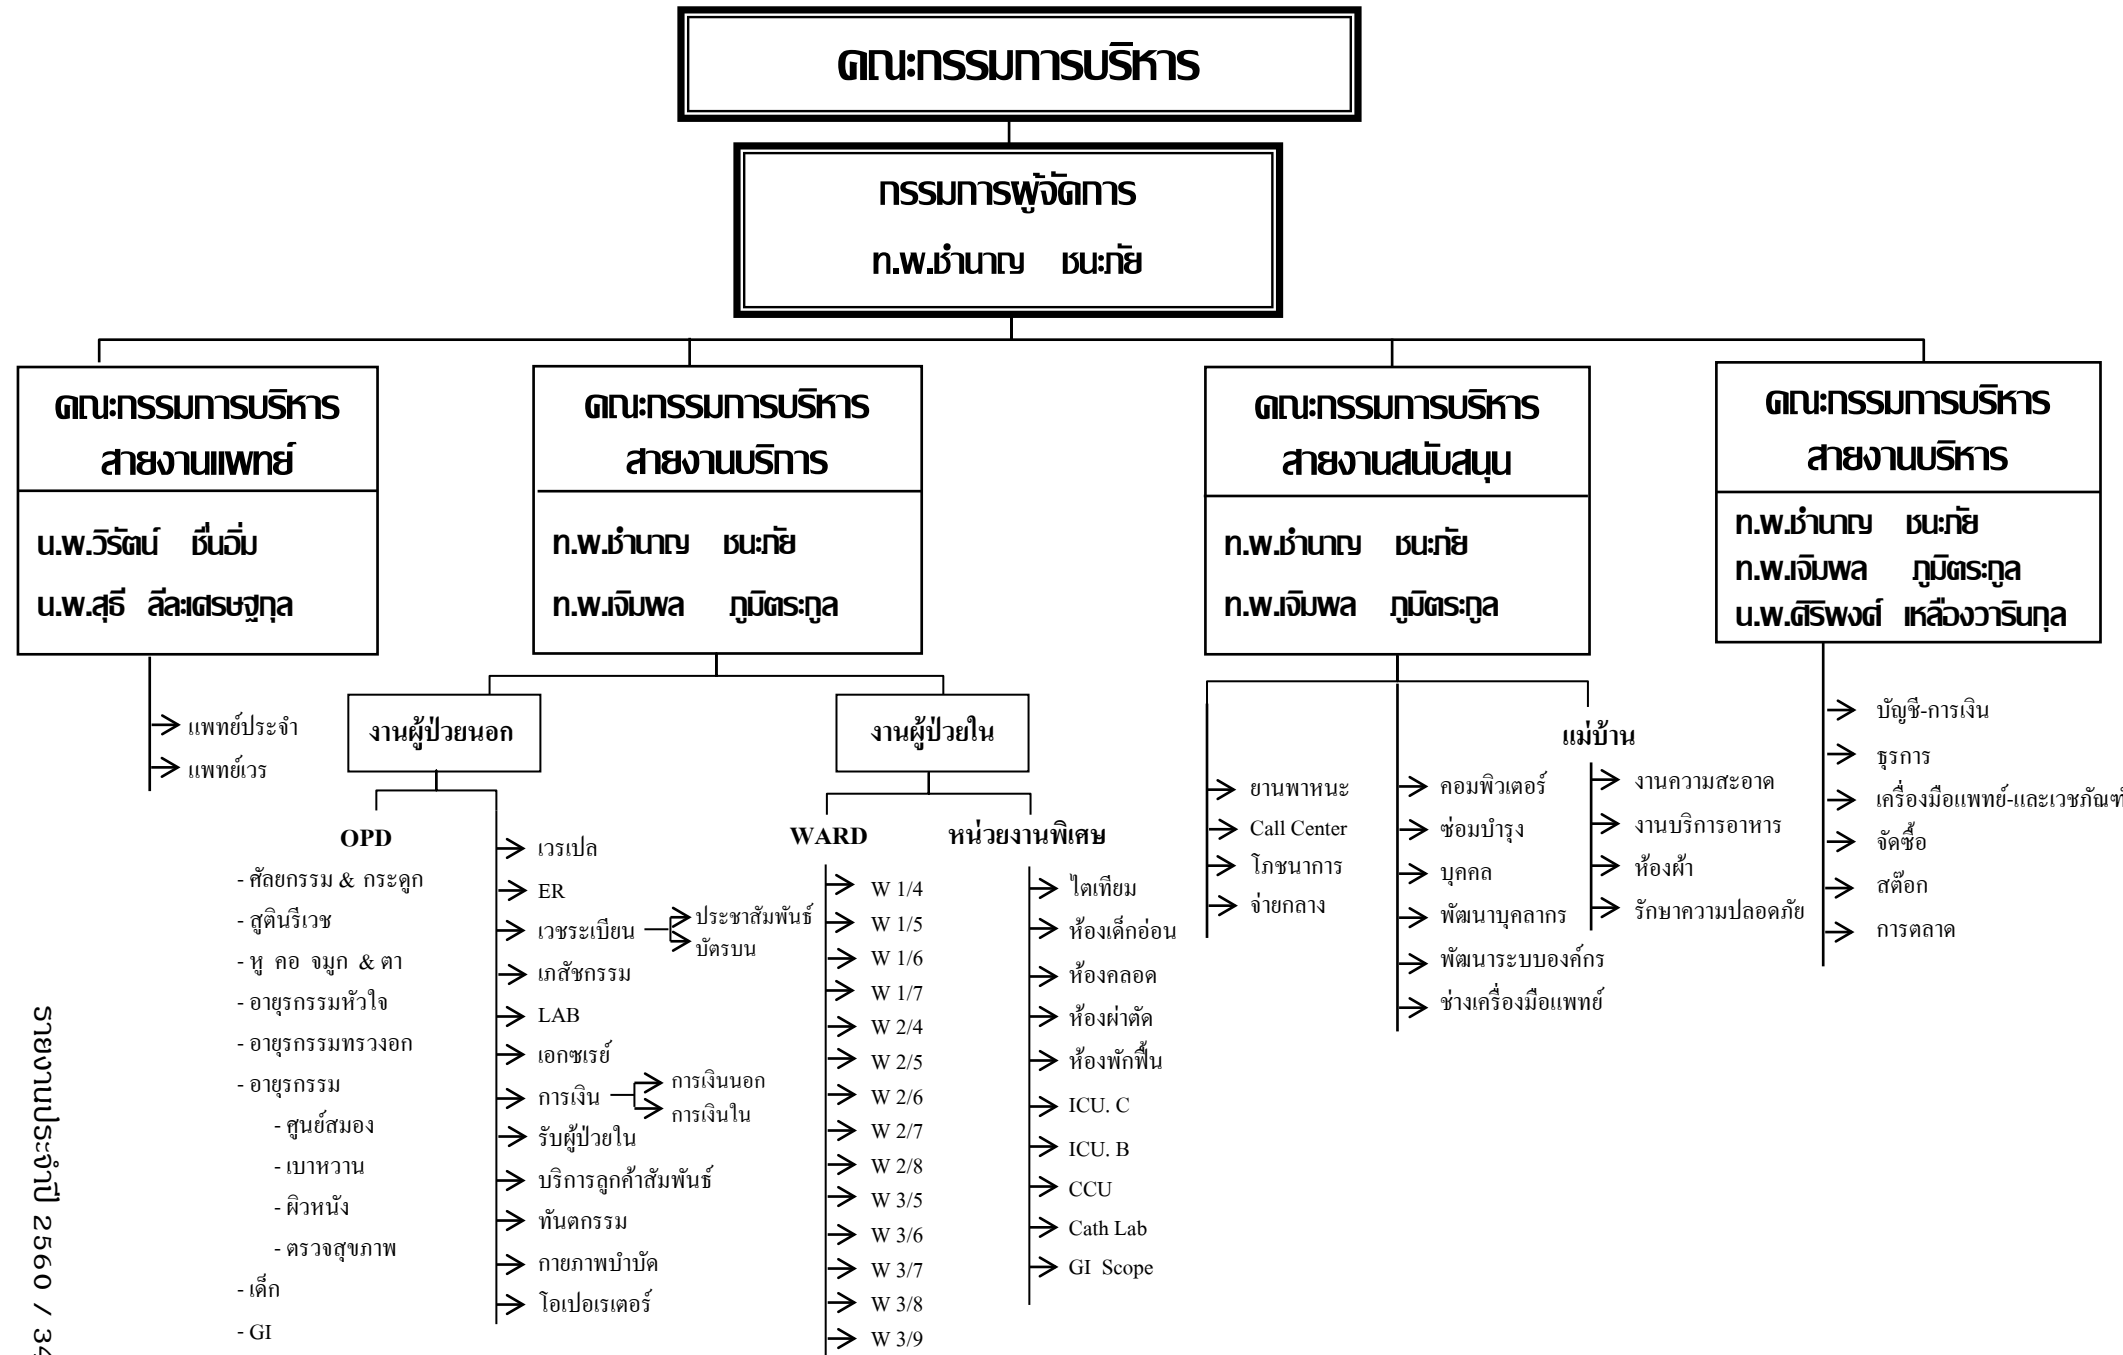 คณะกรรมการบริหาร
กรรมการผู้จัดการ
ท.พ.ชำนาญ ชนะภัย
คณะกรรมการบริหาร
สายงานแพทย์
น.พ.วิรัตน์ ชื่นอิ่ม
น.พ.สุธี ลีละเศรษฐกุล
แพทย์ประจำ
แพทย์เวร
คณะกรรมการบริหาร
สายงานบริการ
ท.พ.ชำนาญ ชนะภัย
ท.พ.เจิมพล ภูมิตระกูล
งานผู้ป่วยนอก
OPD
- ศัลยกรรม & กระดูก
- สูตินรีเวช
- หู คอ จมูก & ตา
- อายุรกรรมหัวใจ
- อายุรกรรมทรวงอก
- อายุรกรรม
- ศูนย์สมอง
- เบาหวาน
- ผิวหนัง
- ตรวจสุขภาพ
- เด็ก
- GI
เวรเปล
ER
เวชระเบียน
ประชาสัมพันธ์
บัตรบน
เภสัชกรรม
LAB
เอกซเรย์
การเงิน
การเงินนอก
การเงินใน
รับผู้ป่วยใน
บริการลูกค้าสัมพันธ์
ทันตกรรม
กายภาพบำบัด
โอเปอเรเตอร์
งานผู้ป่วยใน
WARD
W 1/4
W 1/5
W 1/6
W 1/7
W 2/4
W 2/5
W 2/6
W 2/7
W 2/8
W 3/5
W 3/6
W 3/7
W 3/8
W 3/9
หน่วยงานพิเศษ
ไตเทียม
ห้องเด็กอ่อน
ห้องคลอด
ห้องผ่าตัด
ห้องพักฟื้น
ICU. C
ICU. B
CCU
Cath Lab
GI Scope
คณะกรรมการบริหาร
สายงานสนับสนุน
ท.พ.ชำนาญ ชนะภัย
ท.พ.เจิมพล ภูมิตระกูล
ยานพาหนะ
Call Center
โภชนาการ
จ่ายกลาง
คอมพิวเตอร์
ซ่อมบำรุง
บุคคล
พัฒนาบุคลากร
พัฒนาระบบองค์กร
ช่างเครื่องมือแพทย์
แม่บ้าน
งานความสะอาด
งานบริการอาหาร
ห้องผ้า
รักษาความปลอดภัย
คณะกรรมการบริหาร
สายงานบริหาร
ท.พ.ชำนาญ ชนะภัย
ท.พ.เจิมพล ภูมิตระกูล
น.พ.ศิริพงศ์ เหลืองวารินกุล
บัญชี-การเงิน
ธุรการ
เครื่องมือแพทย์-และเวชภัณฑ์
จัดซื้อ
สต๊อก
การตลาด
รายงานประจำปี 2560 / 34